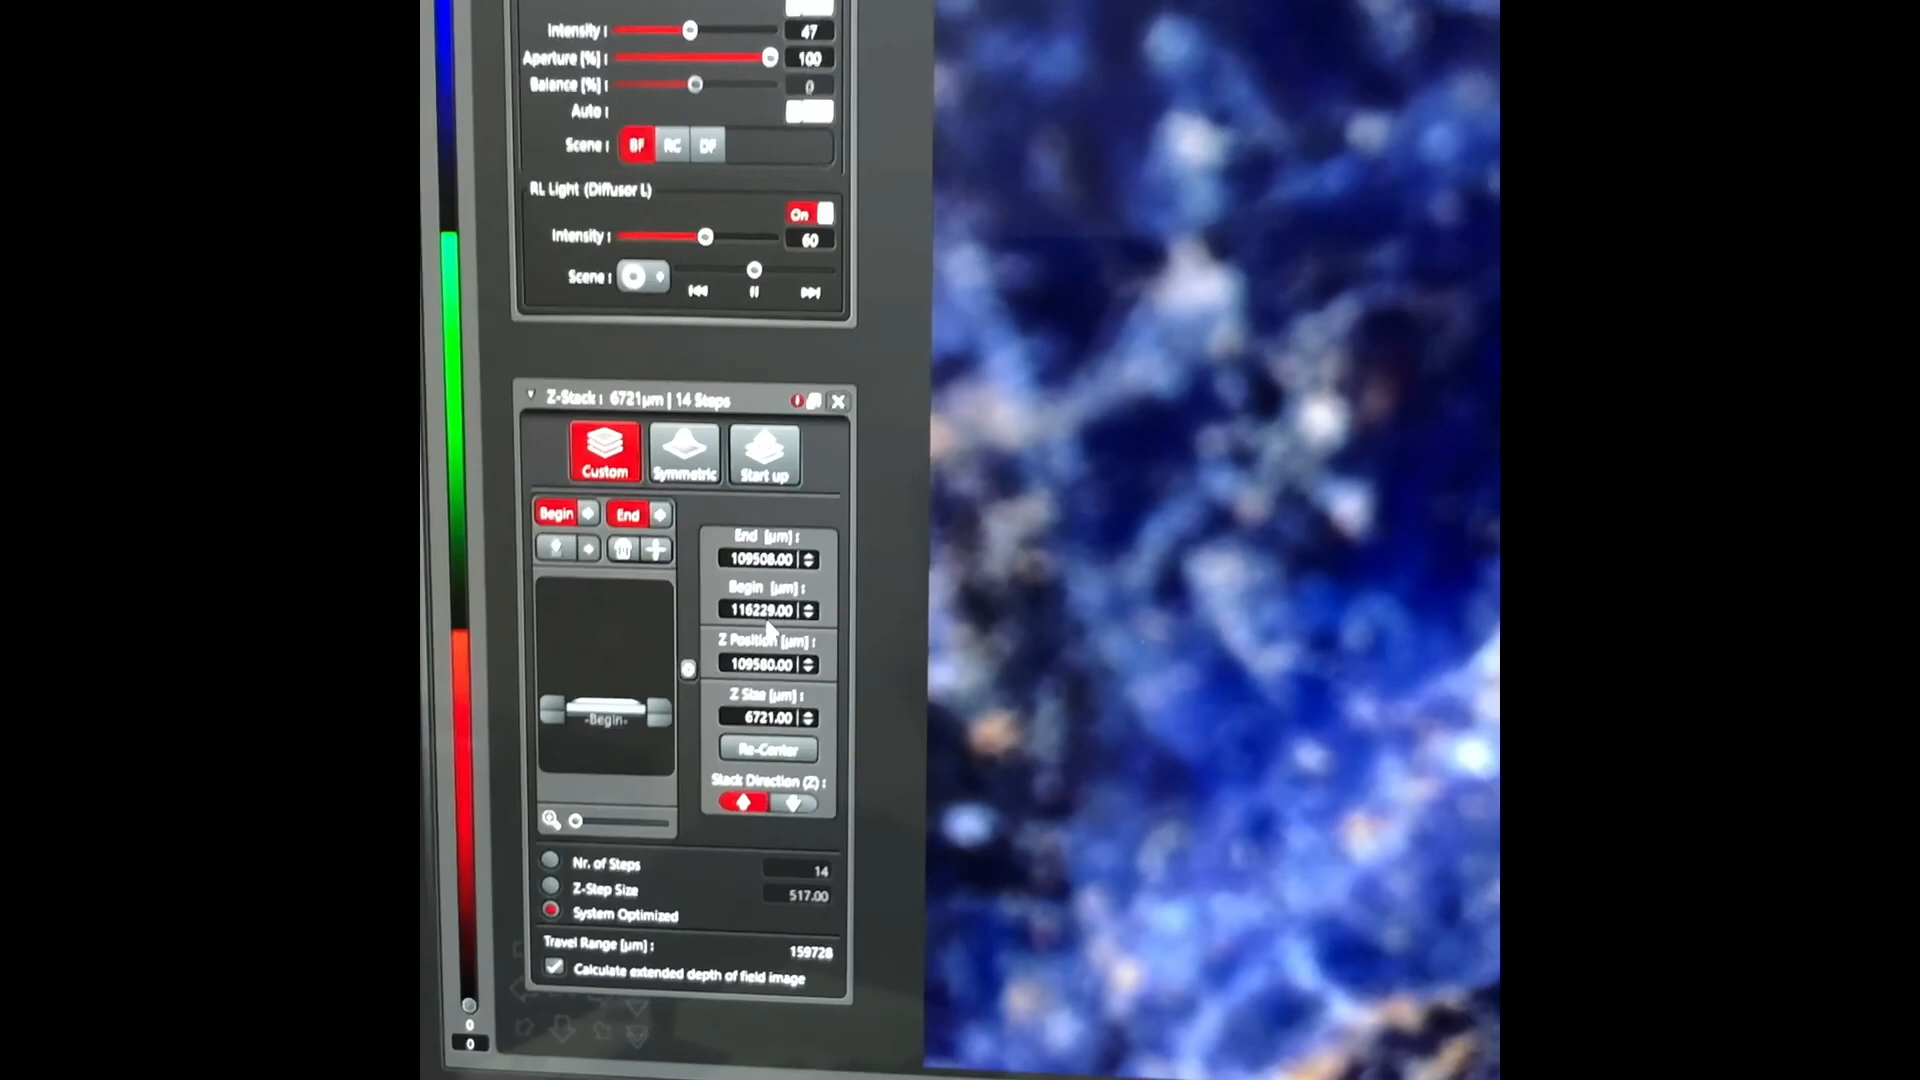 Intensity : 47
Aperture [%] : 100
Balance [%] : 0
Auto :
Scene : BF RC DF
RL Light (Diffusor L)
On
Intensity : 60
Scene :
Z-Stack : 6721µm | 14 Steps
Custom Symmetric Start up
Begin End
End [µm] :
109508.00
Begin [µm] :
116229.00
Z Position [µm] :
109580.00
Z Size [µm] :
6721.00
Re-Center
Stack Direction (Z) :
-Begin-
Nr. of Steps 14
Z-Step Size 517.00
System Optimized
Travel Range [µm] : 159728
Calculate extended depth of field image
0
0